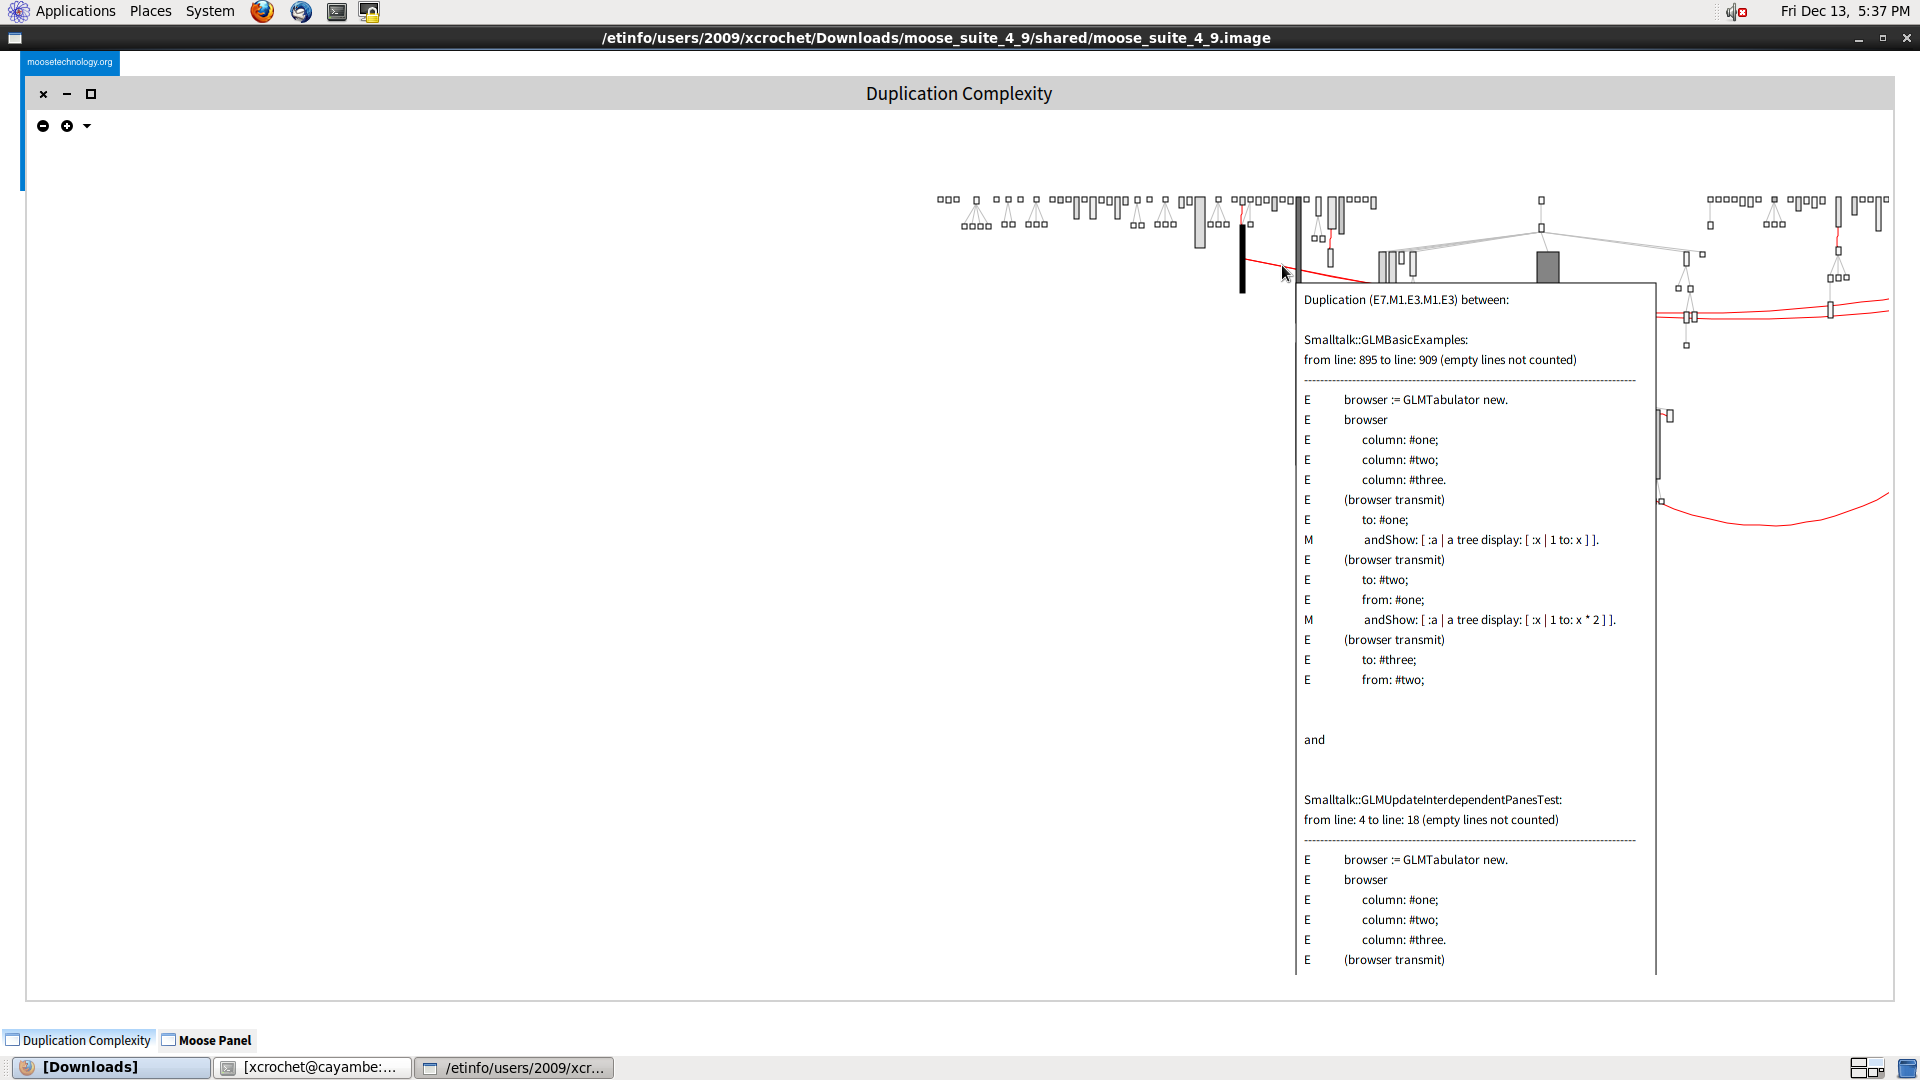 Applications Places System
Fri Dec 13, 5:37 PM
/etinfo/users/2009/xcrochet/Downloads/moose_suite_4_9/shared/moose_suite_4_9.image
moosetechnology.org
Duplication Complexity
Duplication (E7.M1.E3.M1.E3) between:
Smalltalk::GLMBasicExamples:
from line: 895 to line: 909 (empty lines not counted)
-----------------------------------------------------------------------------------
E browser := GLMTabulator new.
E browser
E column: #one;
E column: #two;
E column: #three.
E (browser transmit)
E to: #one;
M andShow: [ :a | a tree display: [ :x | 1 to: x ] ].
E (browser transmit)
E to: #two;
E from: #one;
M andShow: [ :a | a tree display: [ :x | 1 to: x * 2 ] ].
E (browser transmit)
E to: #three;
E from: #two;
and
Smalltalk::GLMUpdateInterdependentPanesTest:
from line: 4 to line: 18 (empty lines not counted)
-----------------------------------------------------------------------------------
E browser := GLMTabulator new.
E browser
E column: #one;
E column: #two;
E column: #three.
E (browser transmit)
Duplication Complexity Moose Panel
[Downloads] [xcrochet@cayambe:... /etinfo/users/2009/xcr...